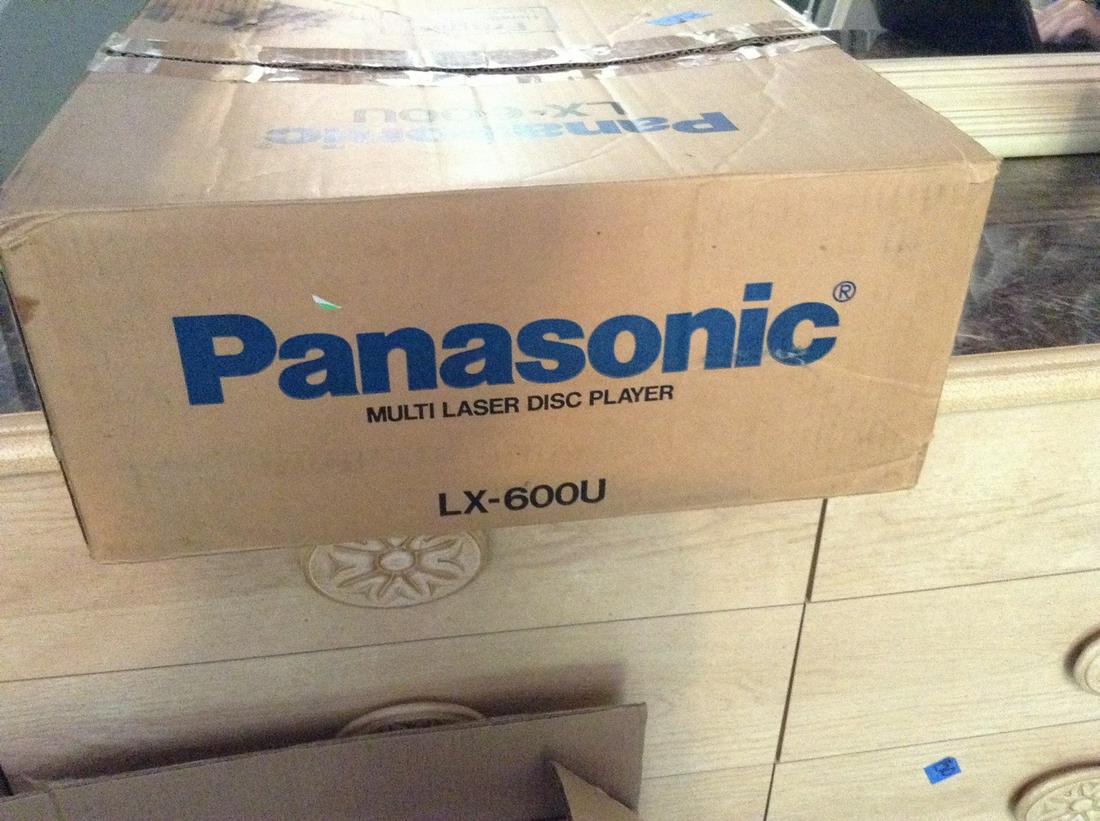 Panasonic
LX-600U
Panasonic®
MULTI LASER DISC PLAYER
LX-600U